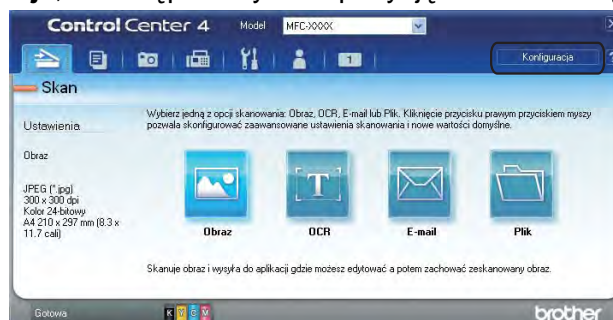 Control Center 4
Model
MFC-XXXX
1
Konfiguracja
?
Skan
Ustawienia
Wybierz jedną z opcji skanowania: Obraz, OCR, E-mail lub Plik. Kliknięcie przycisku prawym przyciskiem myszy
pozwala skonfigurować zaawansowane ustawienia skanowania i nowe wartości domyślne.
Obraz
JPEG (*.jpg)
300 x 300 dpi
Kolor 24-bitowy
A4 210 x 297 mm (8.3 x
11.7 cali)
T
Obraz
OCR
E-mail
Plik
Skanuje obraz i wysyła do aplikacji gdzie możesz edytować a potem zachować zeskanowany obraz.
Gotowa
K Y C M
brother